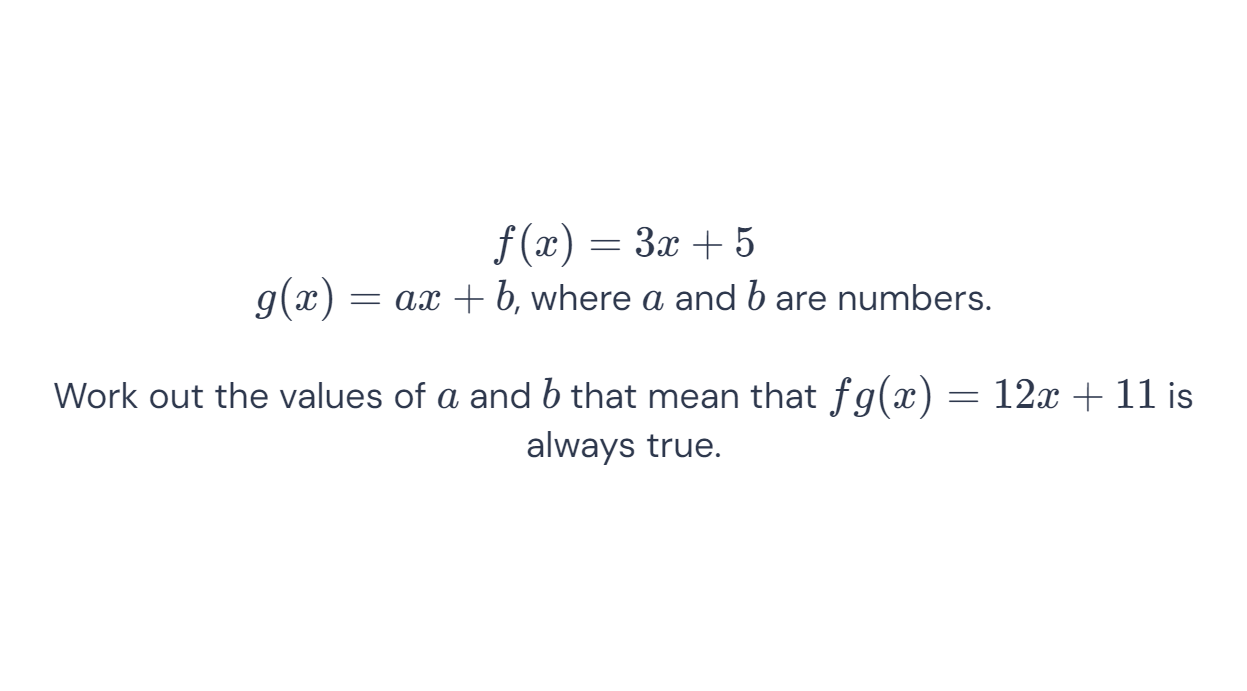 f(x) = 3x + 5
g(x) = ax + b, where a and b are numbers.
Work out the values of a and b that mean that fg(x) = 12x + 11 is
always true.